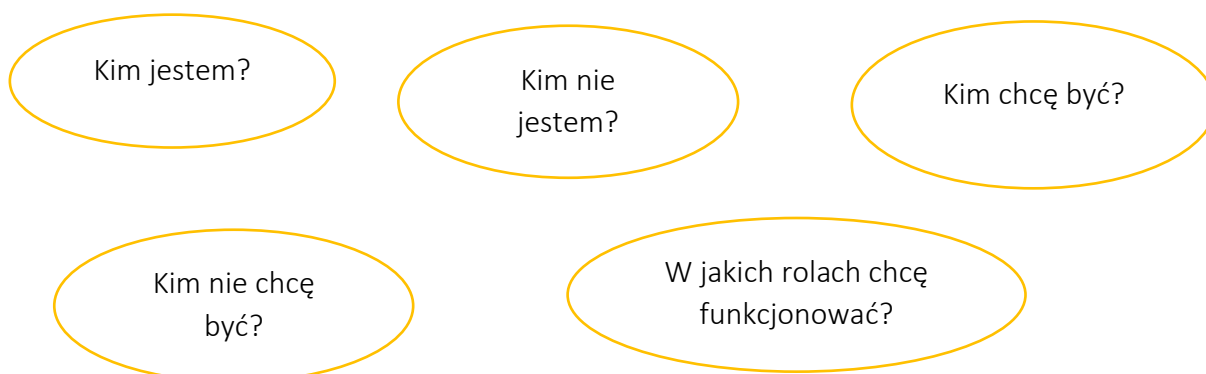 Kim jestem?
Kim nie
jestem?
Kim chcę być?
Kim nie chcę
być?
W jakich rolach chcę
funkcjonować?